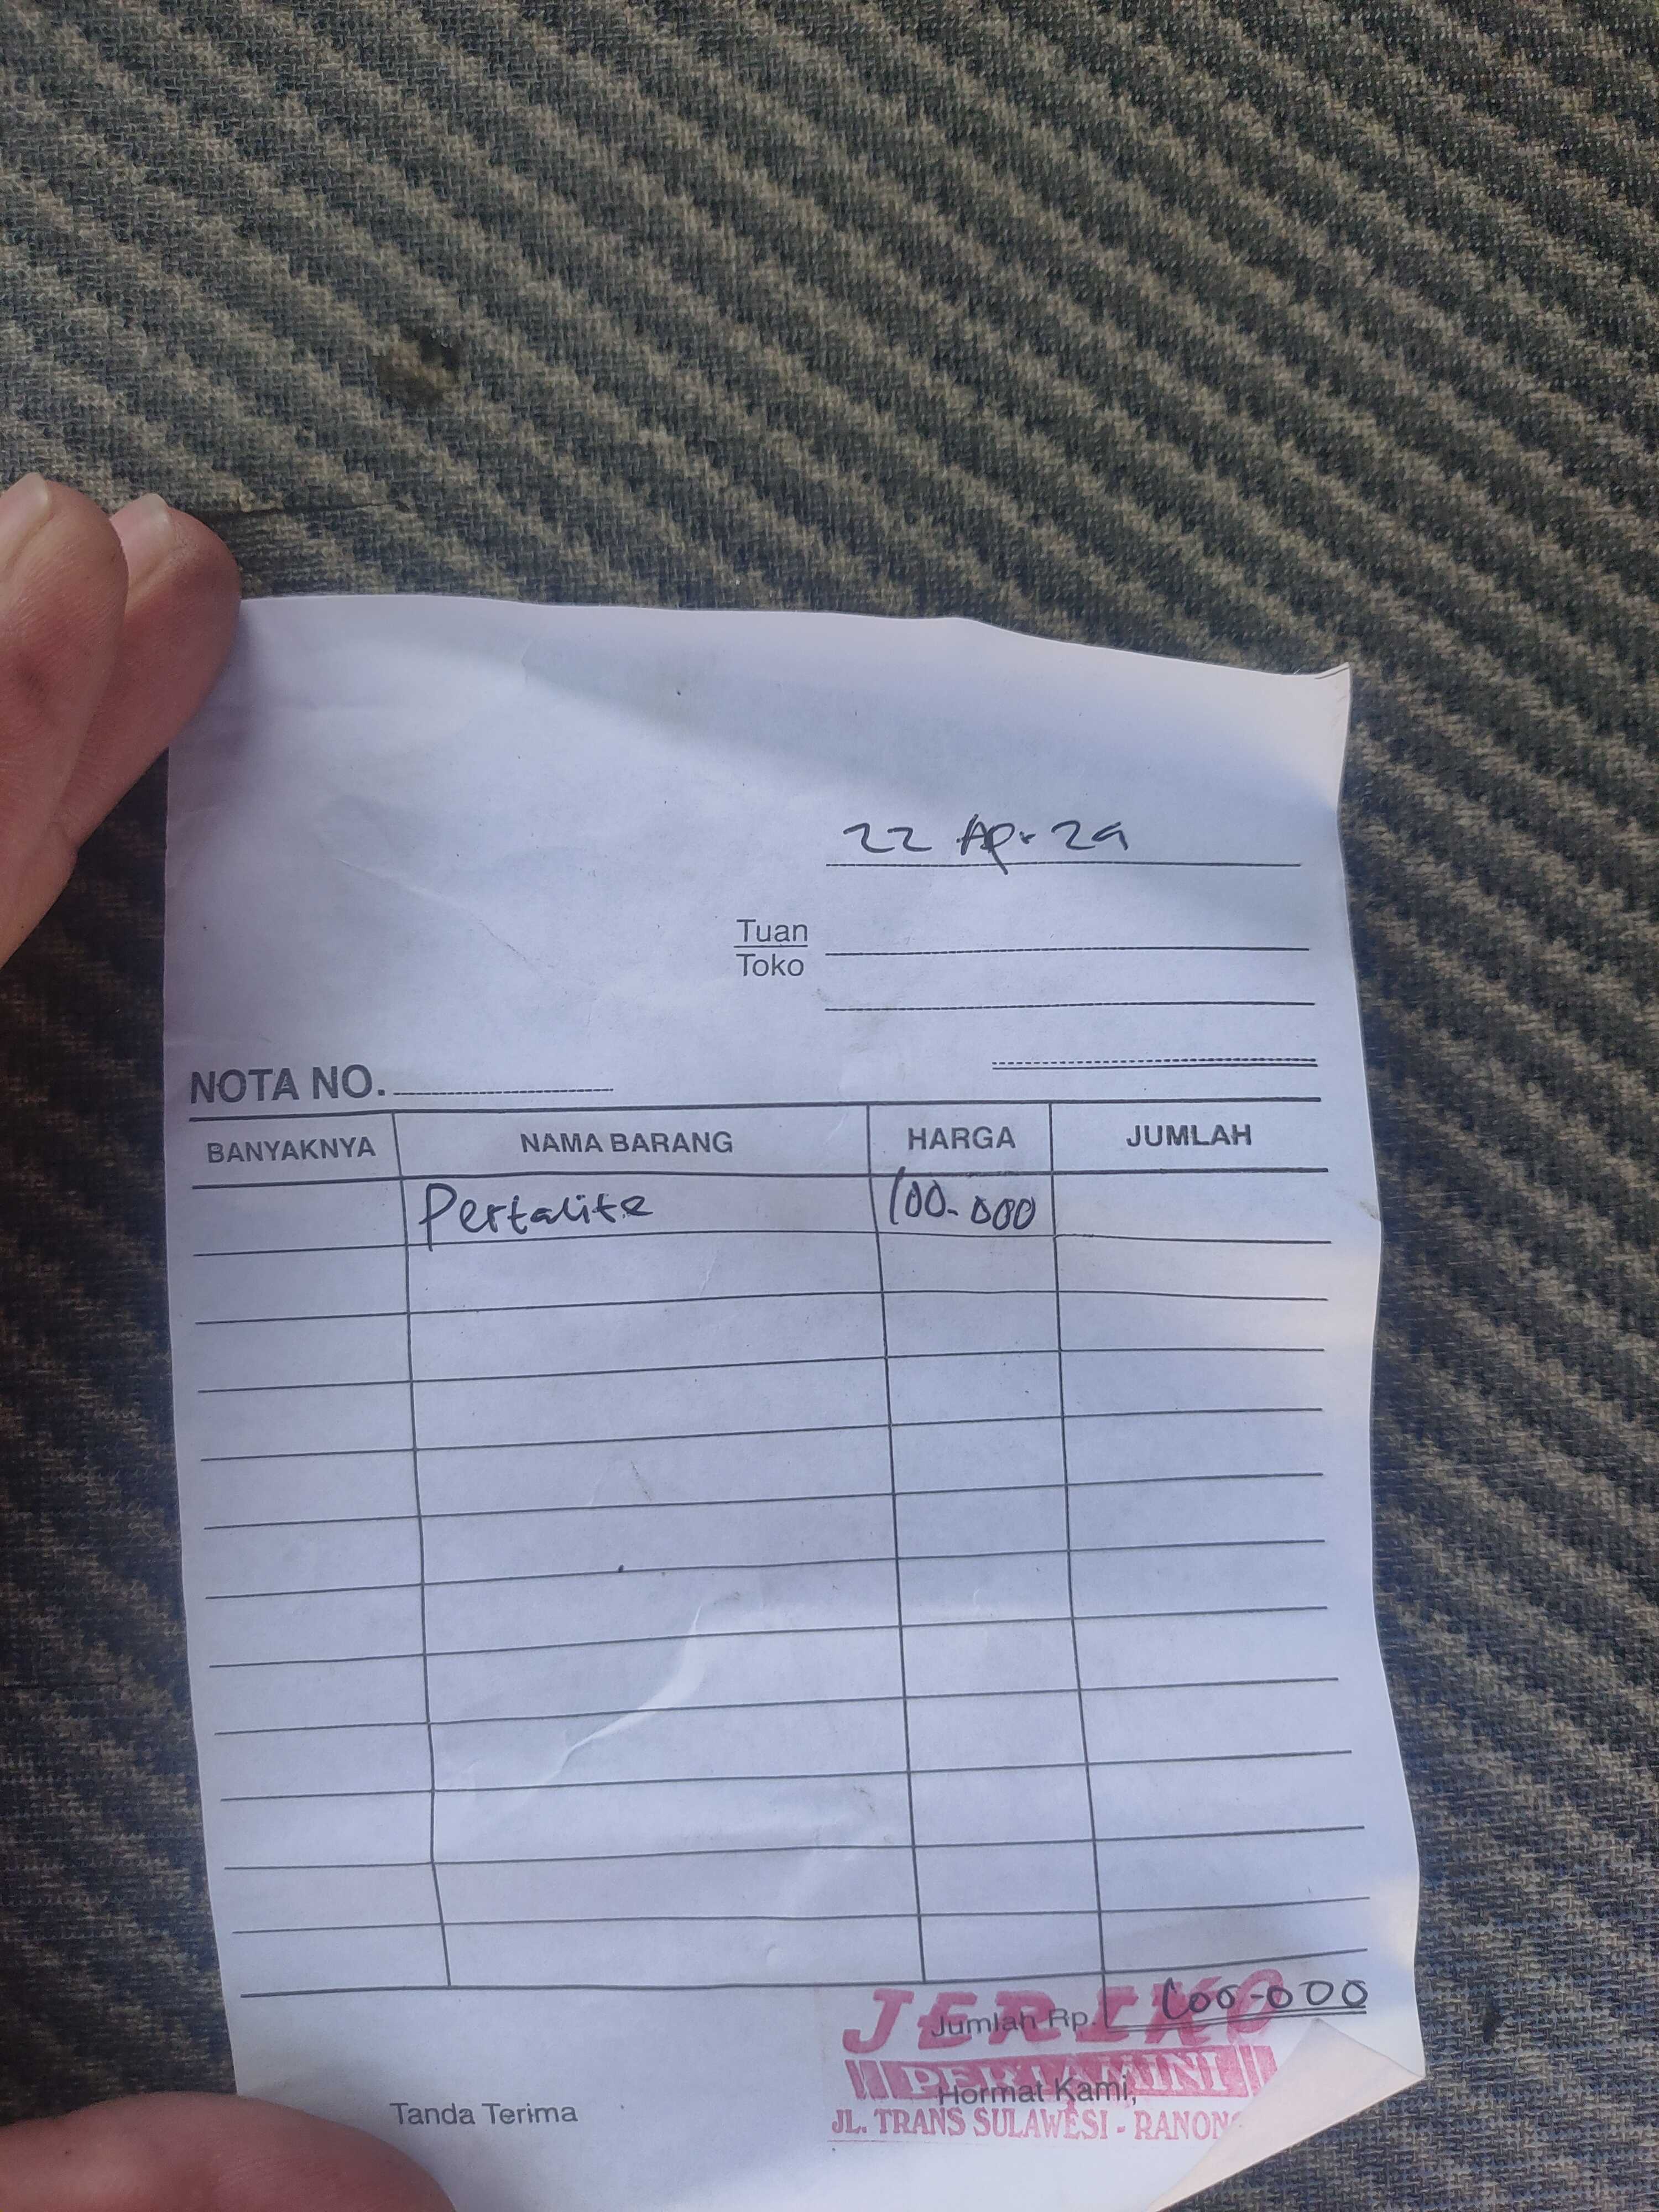 22 Apr 24
Tuan
Toko
NOTA NO.
BANYAKNYA NAMA BARANG HARGA JUMLAH
Pertalite 100.000
Jumlah Rp. 100.000
JERIKO
PERTAMINI
Hormat Kami,
Tanda Terima
JL. TRANS SULAWESI - RANON